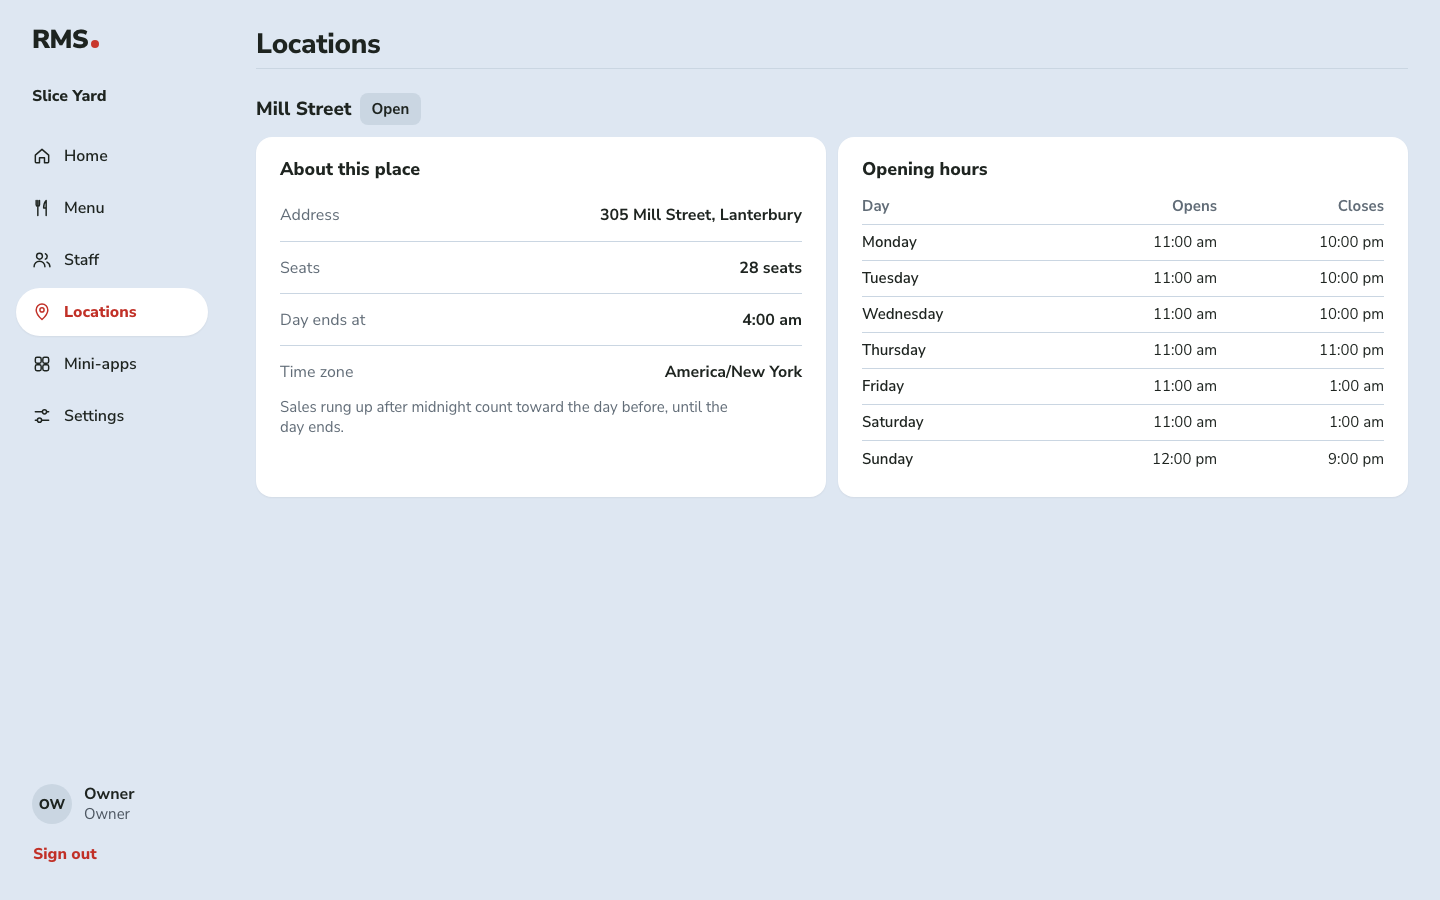 RMS.
Slice Yard
Home
Menu
Staff
Locations
Mini-apps
Settings
OW
Owner
Owner
Sign out
Locations
Mill Street Open
About this place
Address 305 Mill Street, Lanterbury
Seats 28 seats
Day ends at 4:00 am
Time zone America/New York
Sales rung up after midnight count toward the day before, until the
day ends.
Opening hours
Day Opens Closes
Monday 11:00 am 10:00 pm
Tuesday 11:00 am 10:00 pm
Wednesday 11:00 am 10:00 pm
Thursday 11:00 am 11:00 pm
Friday 11:00 am 1:00 am
Saturday 11:00 am 1:00 am
Sunday 12:00 pm 9:00 pm